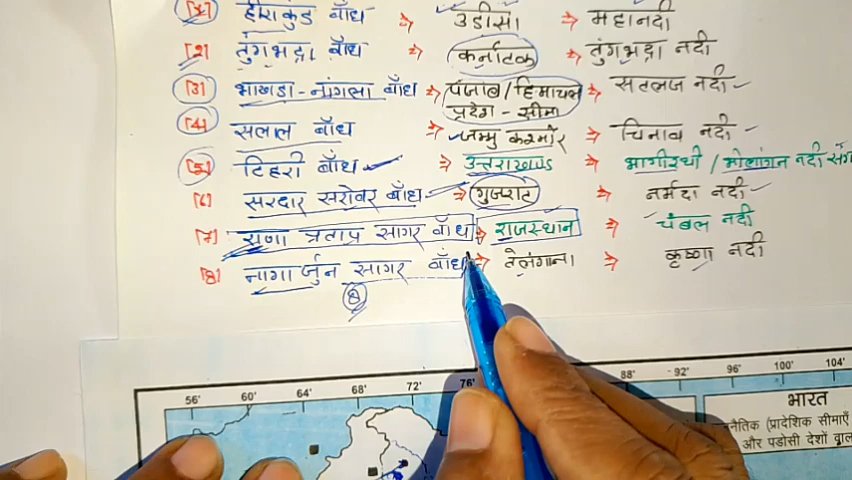 [1] हीराकुंड बाँध ⇒ उडीसा ⇒ महानदी
[2] तुंगभद्रा बाँध ⇒ कर्नाटक ⇒ तुंगभद्रा नदी
[3] भाखडा-नांगल बाँध ⇒ पंजाब/हिमाचल ⇒ सतलज नदी
प्रदेश-सीमा
[4] सलाल बाँध ⇒ जम्मु कश्मीर ⇒ चिनाव नदी
[5] टिहरी बाँध ⇒ उत्तराखण्ड ⇒ भागीरथी / भीलांगन नदी
[6] सरदार सरोवर बाँध ⇒ गुजरात ⇒ नर्मदा नदी
[7] राणा प्रताप सागर बाँध ⇒ राजस्थान ⇒ चंबल नदी
[8] नागार्जुन सागर बाँध ⇒ तेलंगाना ⇒ कृष्णा नदी
8
56° 60° 64° 68° 72° 76° 88° 92° 96° 100° 104°
भारत
(प्रादेशिक सीमाएँ
और पडोसी देशों